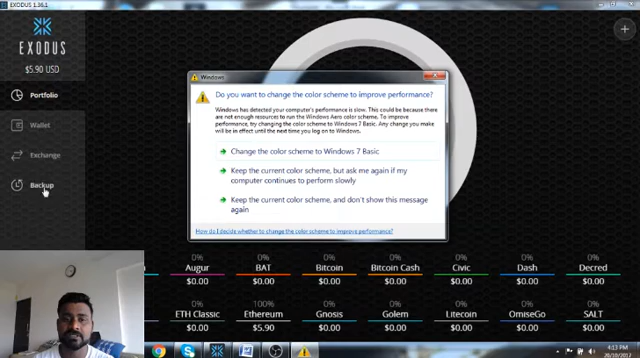 EXODUS 1.36.1
EXODUS
$5.90 USD
Portfolio
Wallet
Exchange
Backup
Windows
Do you want to change the color scheme to improve performance?
Windows has detected your computer's performance is slow. This could be because there
are not enough resources to run the Windows Aero color scheme. To improve
performance, try changing the color scheme to Windows 7 Basic. Any change you make
will be in effect until the next time you log on to Windows.
Change the color scheme to Windows 7 Basic
Keep the current color scheme, but ask me again if my
computer continues to perform slowly
Keep the current color scheme, and don't show this message
again
How do I decide whether to change the color scheme to improve performance?
0% 0% 0% 0% 0% 0% 0%
Augur BAT Bitcoin Bitcoin Cash Civic Dash Decred
$0.00 $0.00 $0.00 $0.00 $0.00 $0.00 $0.00
0% 100% 0% 0% 0% 0% 0%
ETH Classic Ethereum Gnosis Golem Litecoin OmiseGo SALT
$0.00 $5.90 $0.00 $0.00 $0.00 $0.00 $0.00
4:13 PM